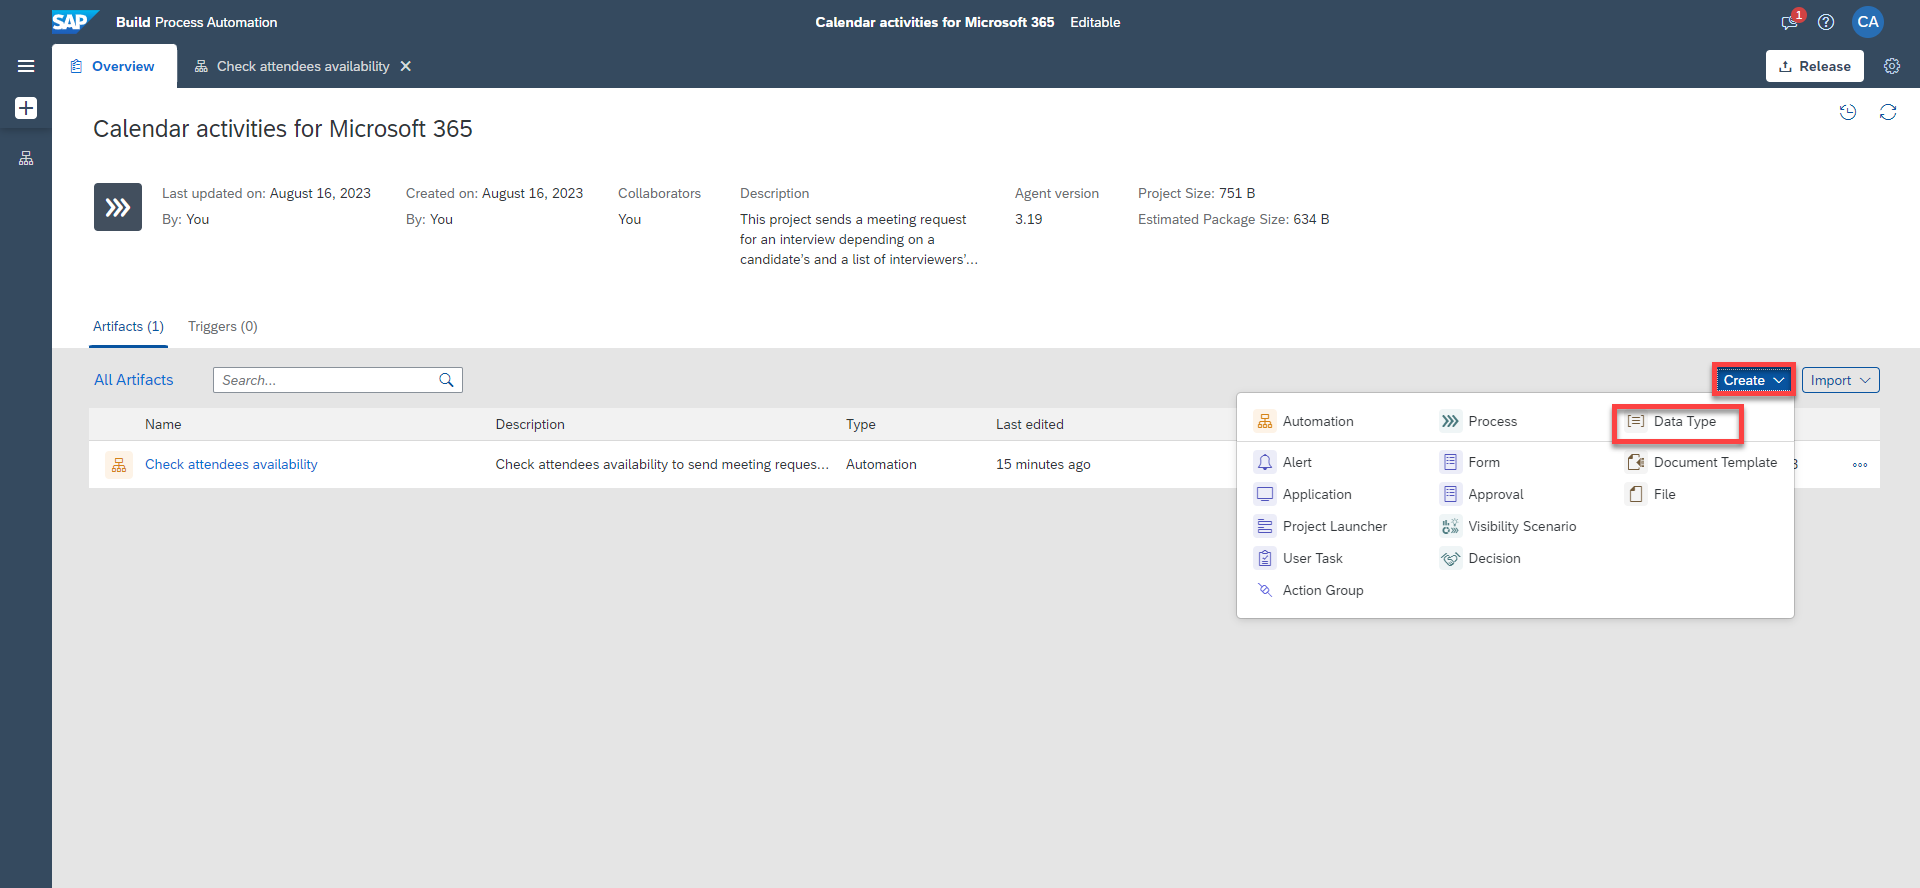 SAP Build Process Automation
Calendar activities for Microsoft 365 Editable
1
CA
Overview
Check attendees availability
Release
Calendar activities for Microsoft 365
Last updated on: August 16, 2023
By: You
Created on: August 16, 2023
By: You
Collaborators
You
Description
This project sends a meeting request
for an interview depending on a
candidate's and a list of interviewers'...
Agent version
3.19
Project Size: 751 B
Estimated Package Size: 634 B
Artifacts (1)
Triggers (0)
All Artifacts
Search...
Create
Import
Name
Description
Type
Last edited
Check attendees availability
Check attendees availability to send meeting reques...
Automation
15 minutes ago
Automation
Process
Data Type
Alert
Form
Document Template
Application
Approval
File
Project Launcher
Visibility Scenario
User Task
Decision
Action Group